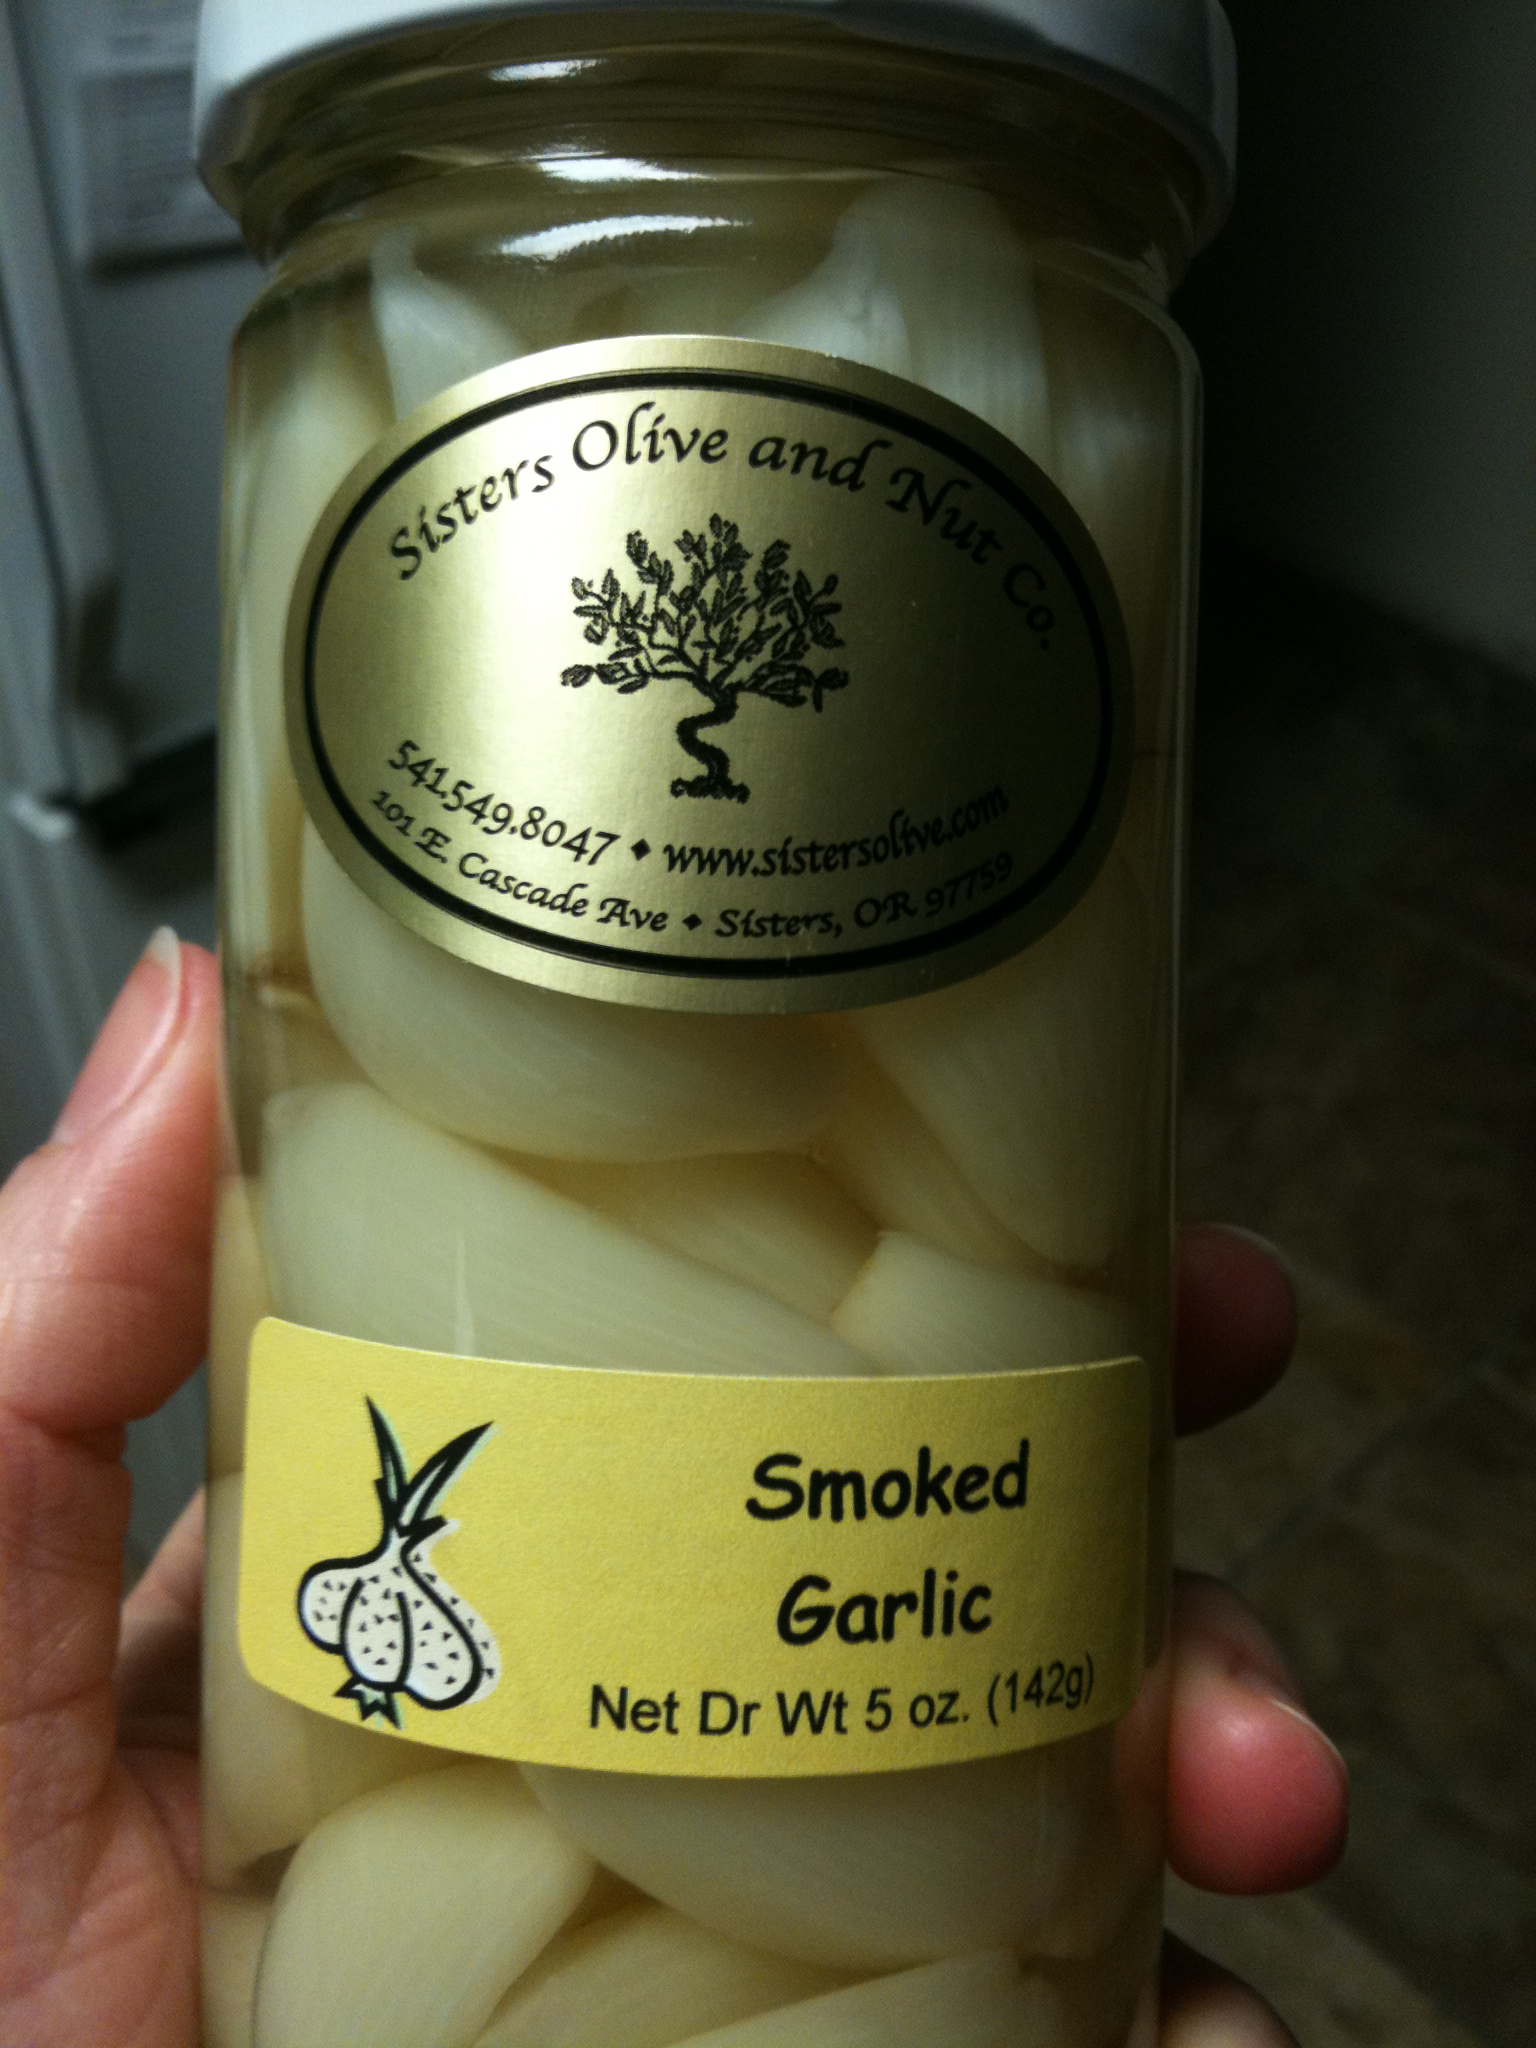 Sisters Olive and Nut Co.
541.549.8047 ♦ www.sistersolive.com
101 E. Cascade Ave ♦ Sisters, OR 97759
Smoked
Garlic
Net Dr Wt 5 oz. (142g)